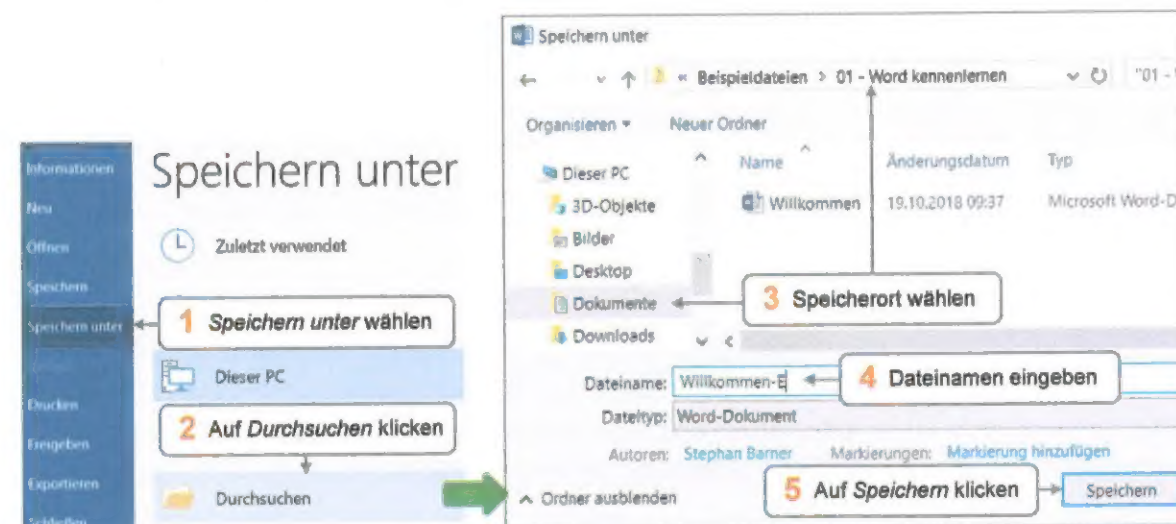 Informationen
Neu
Öffnen
Speichern
Speichern unter
Drucken
Freigeben
Exportieren
Schließen
Speichern unter
Zuletzt verwendet
1 Speichern unter wählen
Dieser PC
2 Auf Durchsuchen klicken
Durchsuchen
Speichern unter
« Beispieldateien > 01 - Word kennenlernen "01 -
Organisieren Neuer Ordner
Name Änderungsdatum Typ
Dieser PC
3D-Objekte
Bilder
Desktop
Dokumente
Downloads
Willkommen 19.10.2018 09:37 Microsoft Word-D
3 Speicherort wählen
Dateiname: Willkommen-E
4 Dateinamen eingeben
Dateityp: Word-Dokument
Autoren: Stephan Barner Markierungen: Markierung hinzufügen
Ordner ausblenden
5 Auf Speichern klicken
Speichern